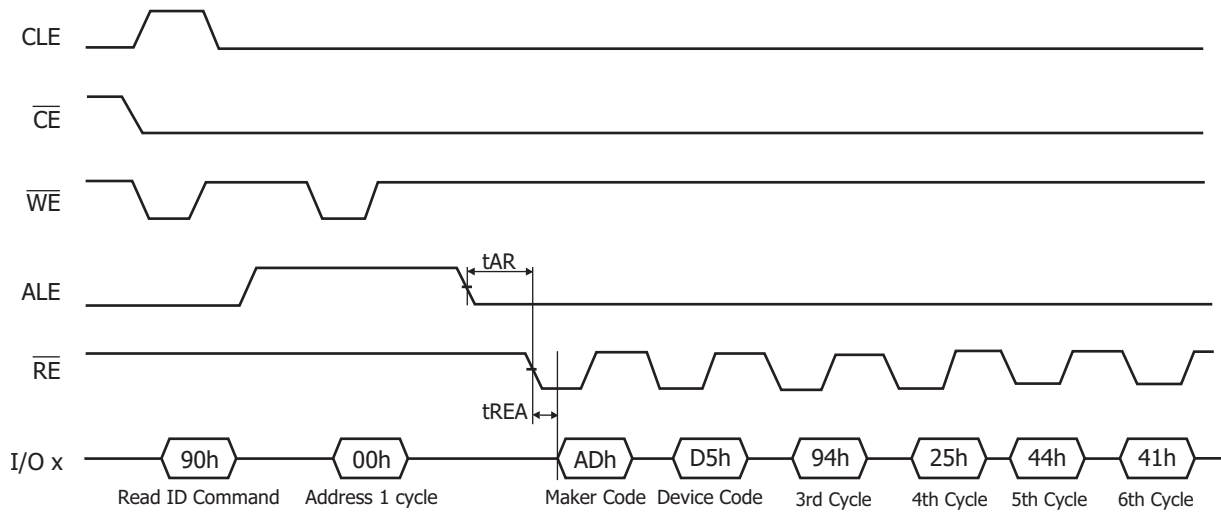 CLE
CE
WE
ALE
tAR
RE
tREA
I/O x
90h 00h ADh D5h 94h 25h 44h 41h
Read ID Command Address 1 cycle Maker Code Device Code 3rd Cycle 4th Cycle 5th Cycle 6th Cycle